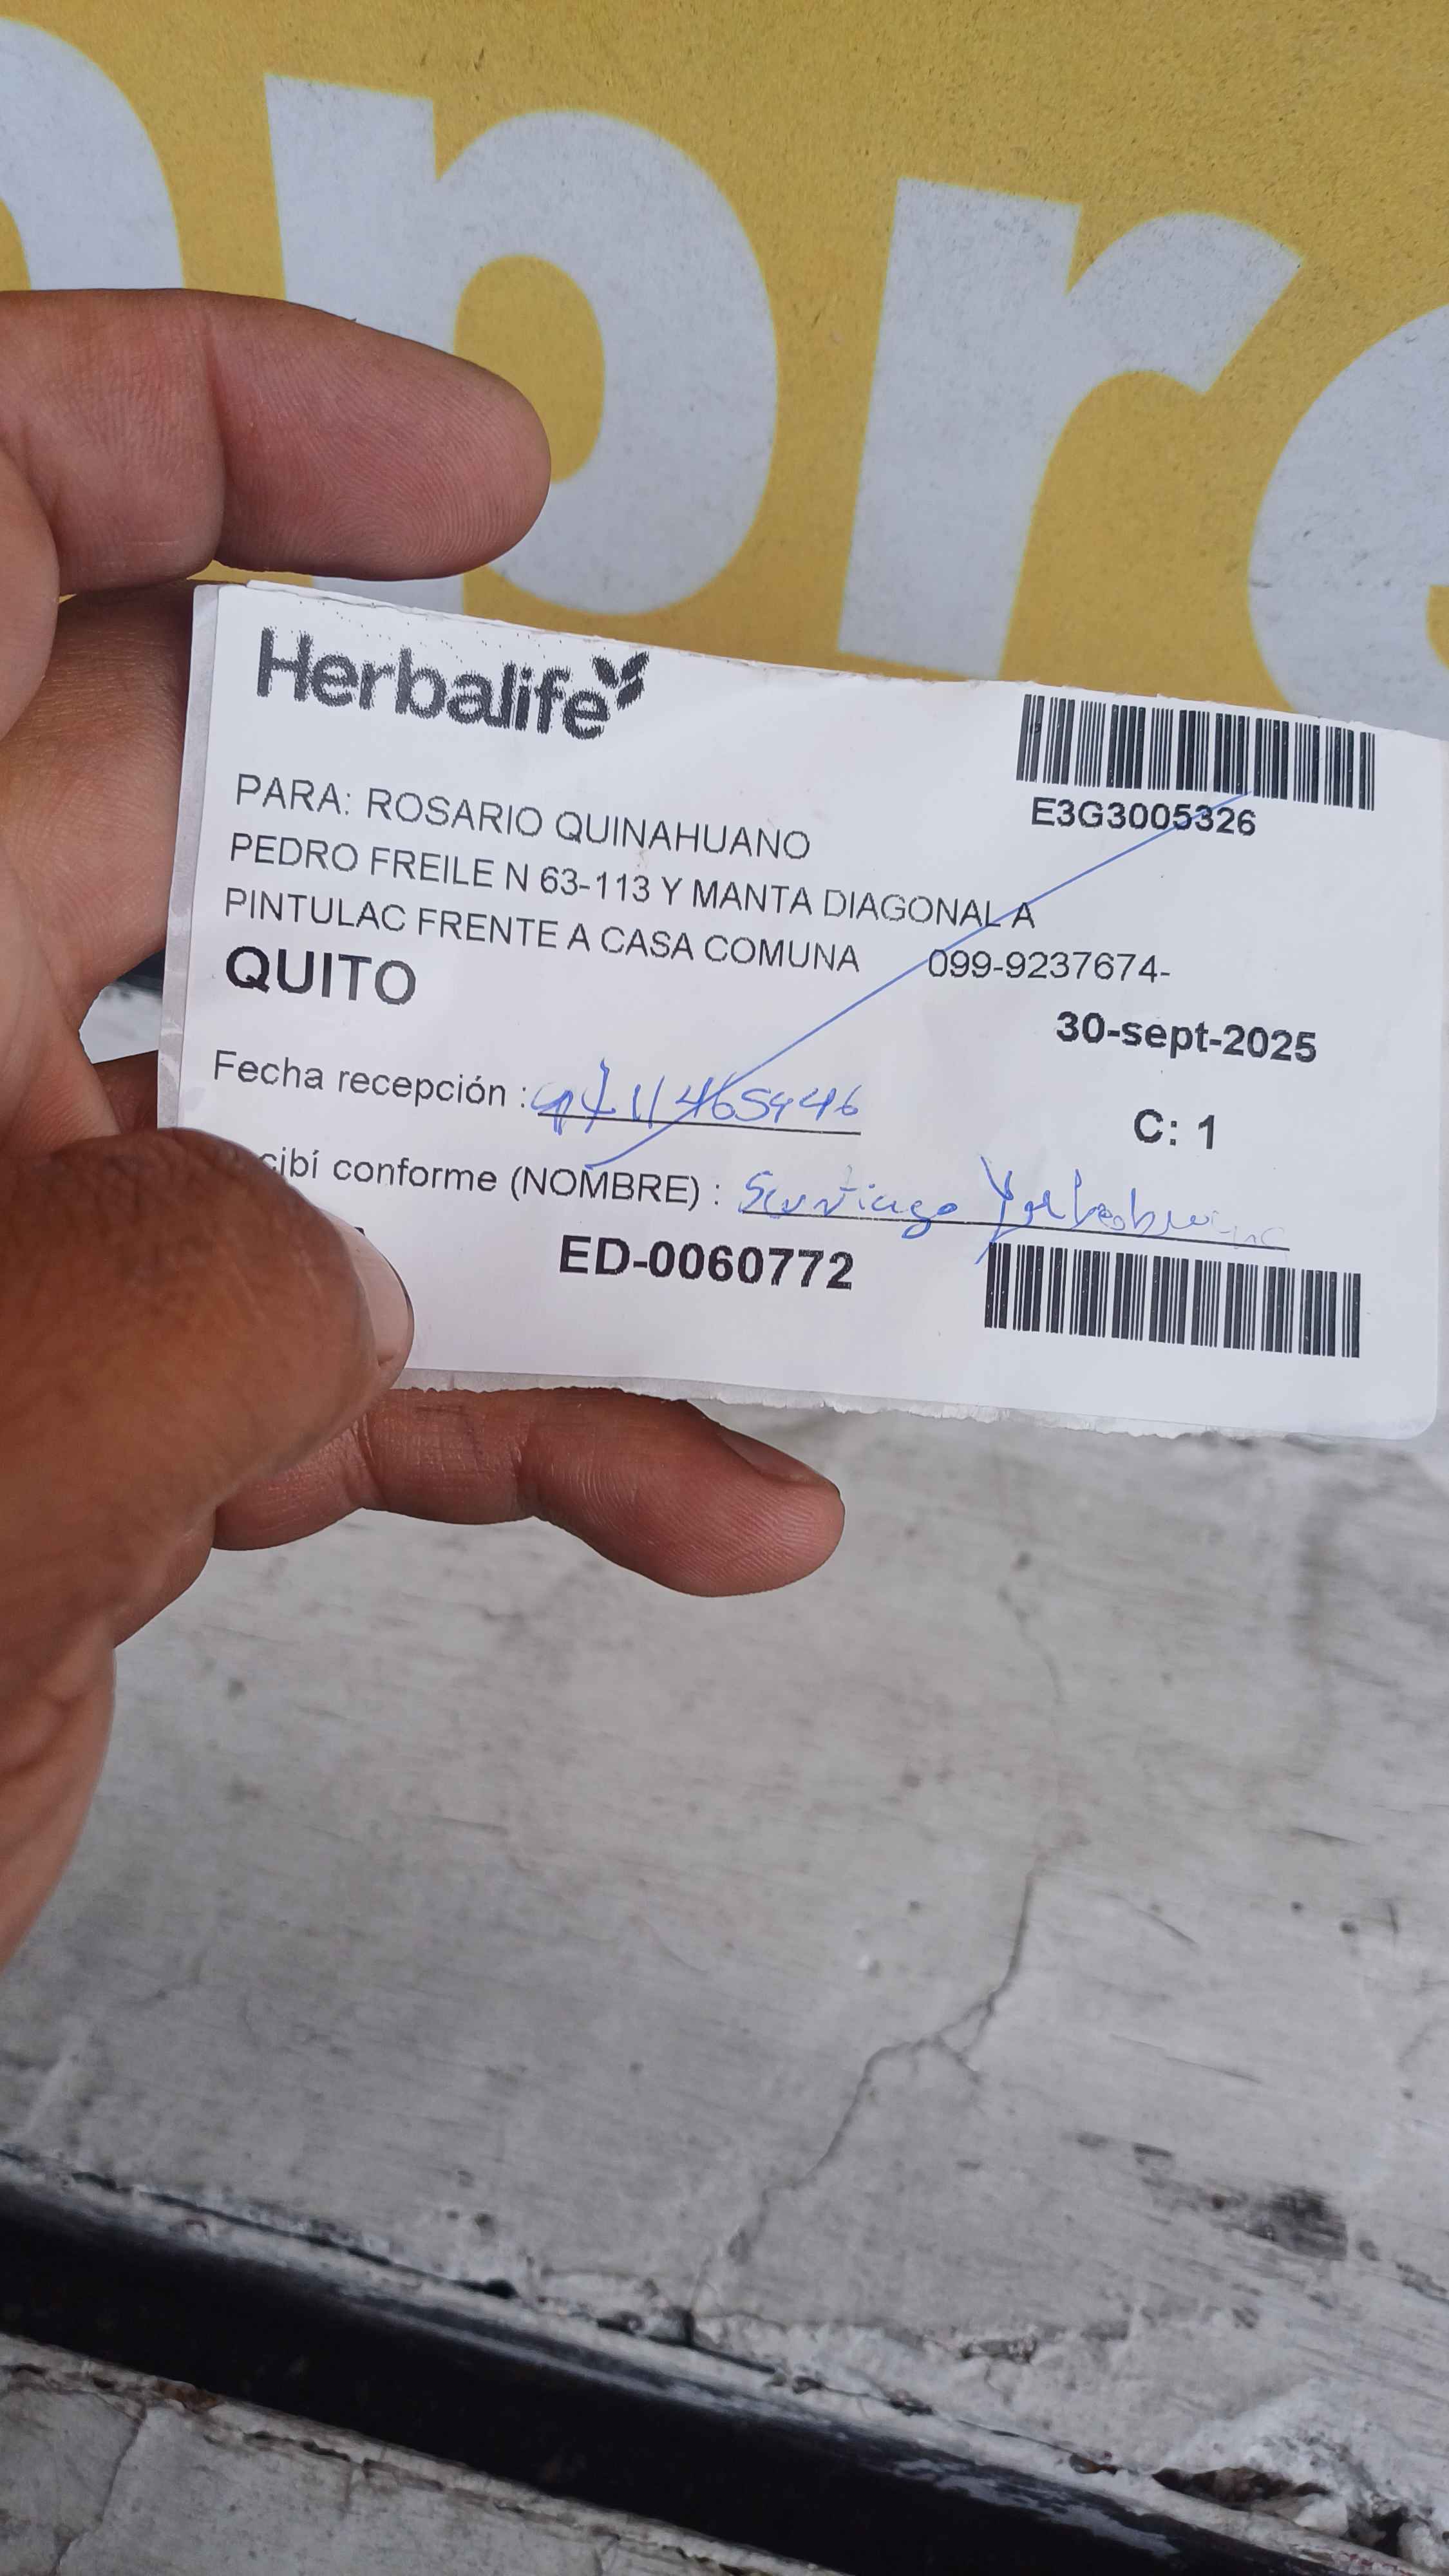 Herbalife
E3G3005326
PARA: ROSARIO QUINAHUANO
PEDRO FREILE N 63-113 Y MANTA DIAGONAL A
PINTULAC FRENTE A CASA COMUNA 099-9237674-
QUITO
30-sept-2025
Fecha recepción :
C: 1
cibí conforme (NOMBRE) : Santiago
ED-0060772